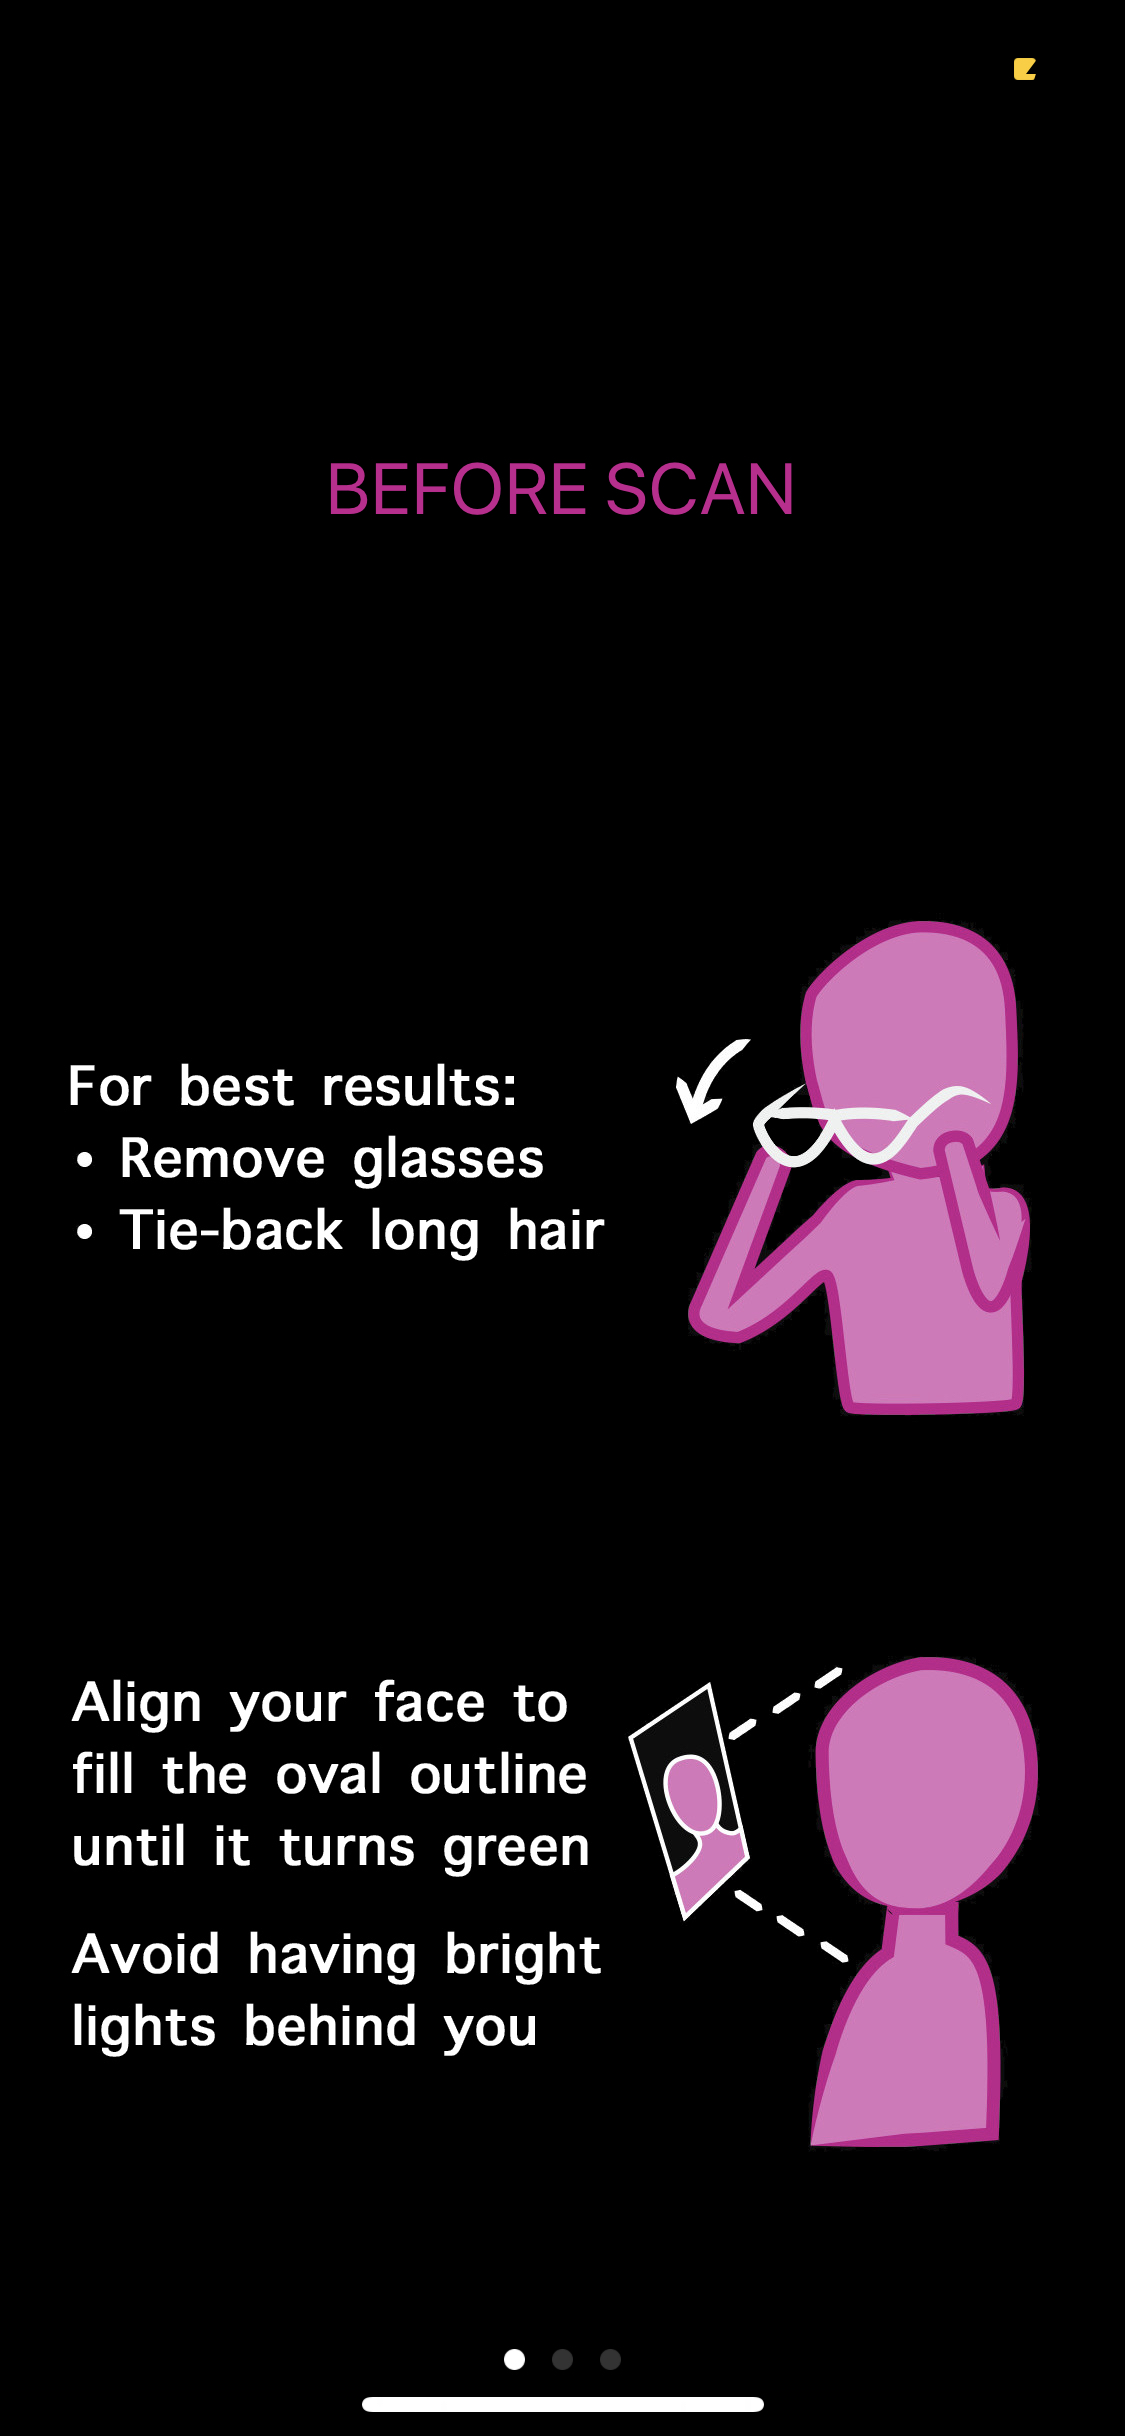 BEFORE SCAN
For best results:
• Remove glasses
• Tie-back long hair
Align your face to
fill the oval outline
until it turns green
Avoid having bright
lights behind you